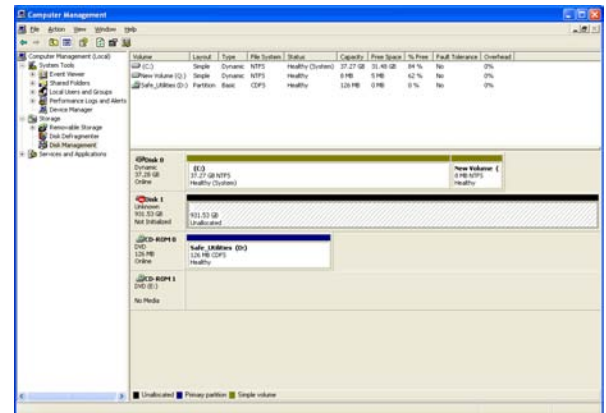 Computer Management
File Action View Window Help
Computer Management (Local)
System Tools
Event Viewer
Shared Folders
Local Users and Groups
Performance Logs and Alerts
Device Manager
Storage
Removable Storage
Disk Defragmenter
Disk Management
Services and Applications
Volume Layout Type File System Status Capacity Free Space % Free Fault Tolerance Overhead
(C:) Simple Dynamic NTFS Healthy (System) 37.27 GB 31.48 GB 84 % No 0%
New Volume (Q:) Simple Dynamic NTFS Healthy 8 MB 5 MB 62 % No 0%
Safe_Utilities (D:) Partition Basic CDFS Healthy 126 MB 0 MB 0 % No 0%
Disk 0
Dynamic
37.28 GB
Online
(C:)
37.27 GB NTFS
Healthy (System)
New Volume (
8 MB NTFS
Healthy
Disk 1
Unknown
931.53 GB
Not Initialized
931.53 GB
Unallocated
CD-ROM 0
DVD
126 MB
Online
Safe_Utilities (D:)
126 MB CDFS
Healthy
CD-ROM 1
DVD (E:)
No Media
Unallocated Primary partition Simple volume